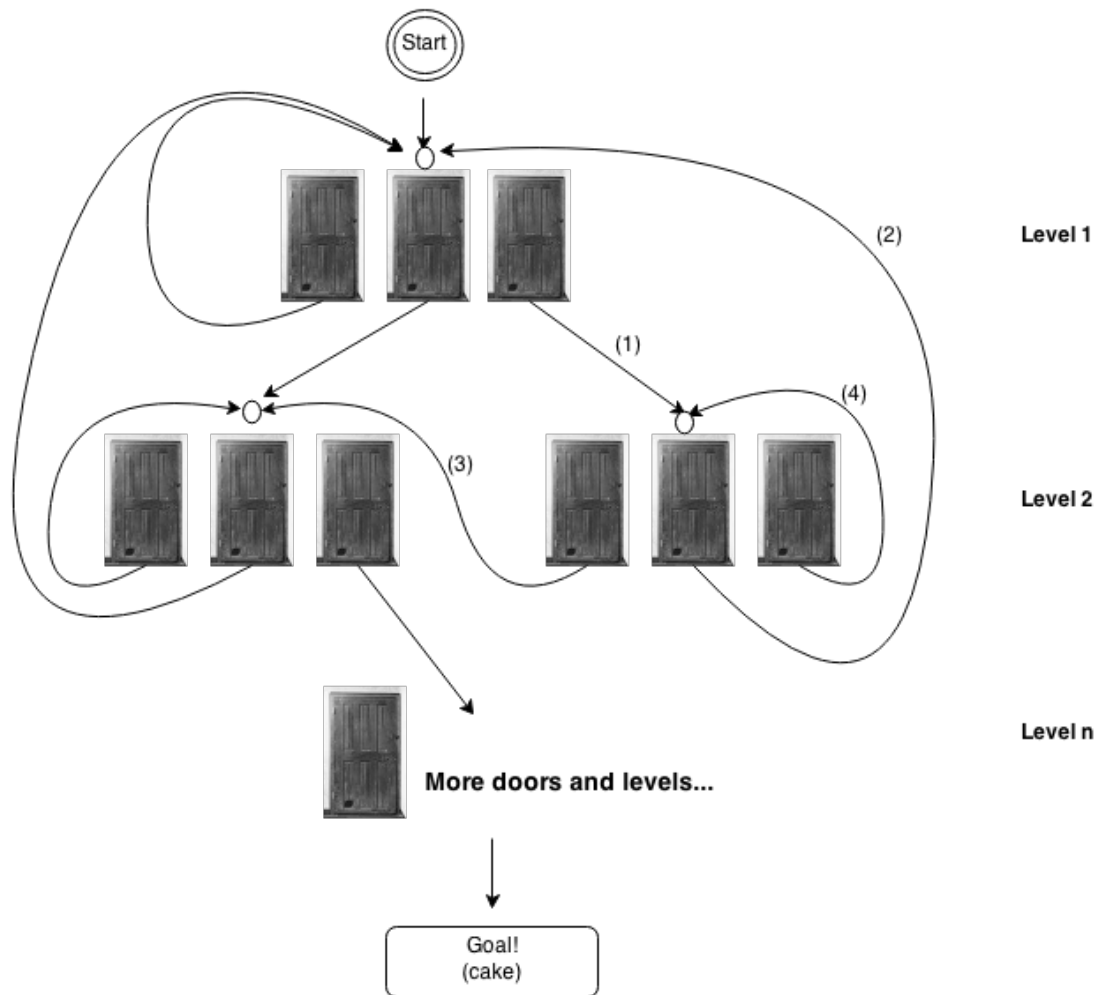 Start
(2)
Level 1
(1)
(4)
(3)
Level 2
Level n
More doors and levels...
Goal!
(cake)